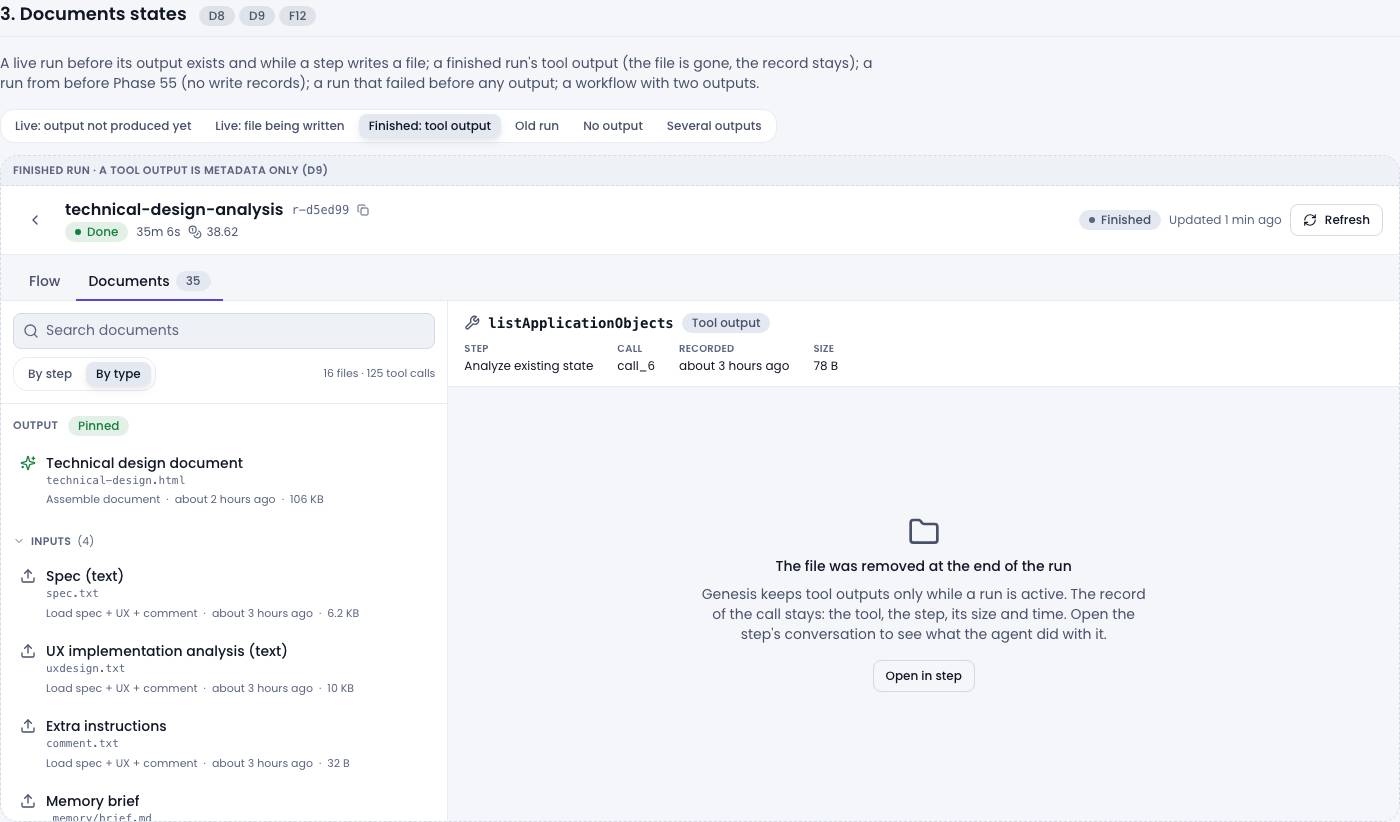 3. Documents states D8 D9 F12
A live run before its output exists and while a step writes a file; a finished run's tool output (the file is gone, the record stays); a
run from before Phase 55 (no write records); a run that failed before any output; a workflow with two outputs.
Live: output not produced yet Live: file being written Finished: tool output Old run No output Several outputs
FINISHED RUN · A TOOL OUTPUT IS METADATA ONLY (D9)
technical-design-analysis r-d5ed99
Done 35m 6s 38.62
Finished Updated 1 min ago Refresh
Flow Documents 35
Search documents
By step By type 16 files · 125 tool calls
OUTPUT Pinned
Technical design document
technical-design.html
Assemble document · about 2 hours ago · 106 KB
INPUTS (4)
Spec (text)
spec.txt
Load spec + UX + comment · about 3 hours ago · 6.2 KB
UX implementation analysis (text)
uxdesign.txt
Load spec + UX + comment · about 3 hours ago · 10 KB
Extra instructions
comment.txt
Load spec + UX + comment · about 3 hours ago · 32 B
Memory brief
_memory/brief.md
listApplicationObjects Tool output
STEP CALL RECORDED SIZE
Analyze existing state call_6 about 3 hours ago 78 B
The file was removed at the end of the run
Genesis keeps tool outputs only while a run is active. The record
of the call stays: the tool, the step, its size and time. Open the
step's conversation to see what the agent did with it.
Open in step